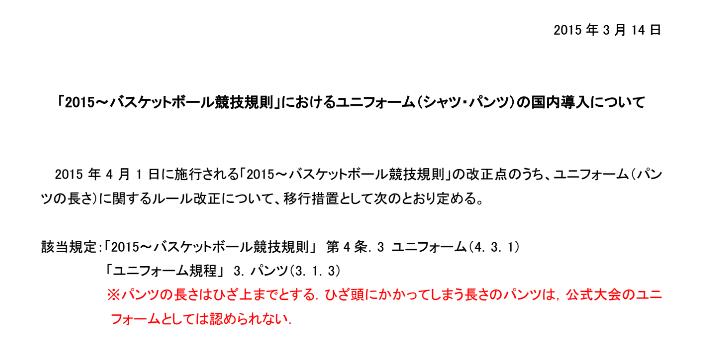 2015 年 3 月 14 日
「2015～バスケットボール競技規則」におけるユニフォーム（シャツ・パンツ）の国内導入について
2015 年 4 月 1 日に施行される「2015～バスケットボール競技規則」の改正点のうち、ユニフォーム（パン
ツの長さ）に関するルール改正について、移行措置として次のとおり定める。
該当規定：「2015～バスケットボール競技規則」 第 4 条．3 ユニフォーム（4．3．1）
「ユニフォーム規程」 3．パンツ（3．1．3）
※パンツの長さはひざ上までとする．ひざ頭にかかってしまう長さのパンツは，公式大会のユニ
フォームとしては認められない．